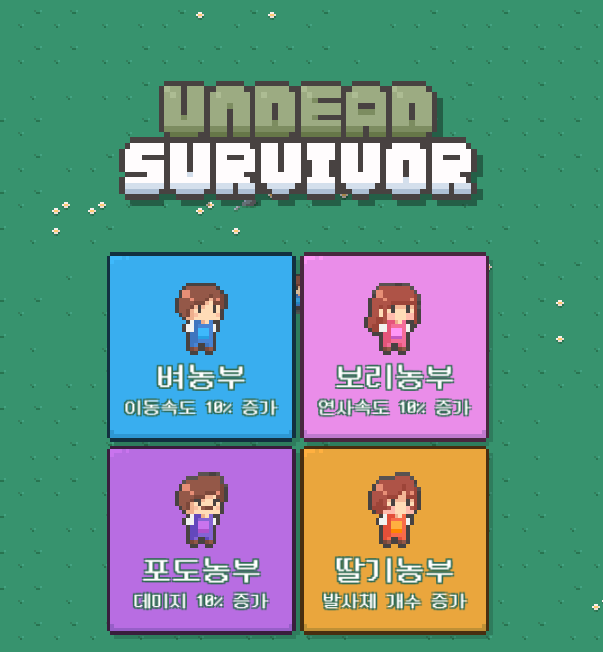 UNDEAD
SURVIVOR
벼농부
이동속도 10% 증가
보리농부
연사속도 10% 증가
포도농부
데미지 10% 증가
딸기농부
발사체 개수 증가